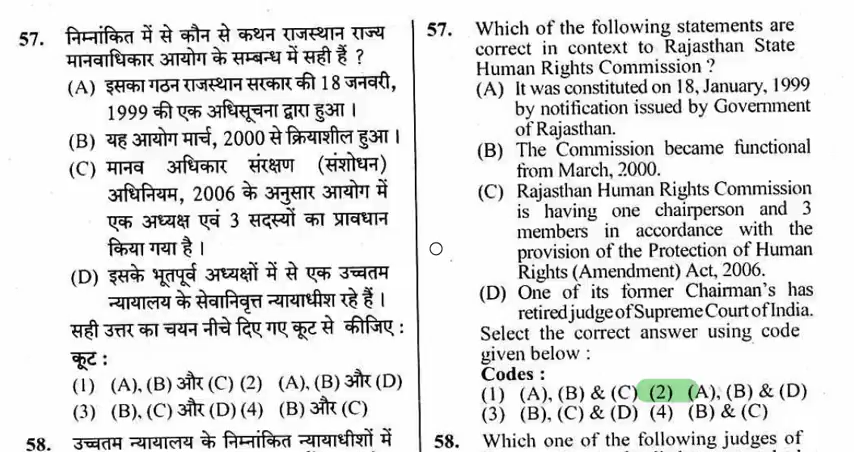 57. निम्नांकित में से कौन से कथन राजस्थान राज्य
मानवाधिकार आयोग के सम्बन्ध में सही हैं ?
(A) इसका गठन राजस्थान सरकार की 18 जनवरी,
1999 की एक अधिसूचना द्वारा हुआ ।
(B) यह आयोग मार्च, 2000 से क्रियाशील हुआ ।
(C) मानव अधिकार संरक्षण (संशोधन)
अधिनियम, 2006 के अनुसार आयोग में
एक अध्यक्ष एवं 3 सदस्यों का प्रावधान
किया गया है ।
(D) इसके भूतपूर्व अध्यक्षों में से एक उच्चतम
न्यायालय के सेवानिवृत्त न्यायाधीश रहे हैं ।
सही उत्तर का चयन नीचे दिए गए कूट से कीजिए :
कूट :
(1) (A), (B) और (C) (2) (A), (B) और (D)
(3) (B), (C) और (D) (4) (B) और (C)
58. उच्चतम न्यायालय के निम्नांकित न्यायाधीशों में
57. Which of the following statements are
correct in context to Rajasthan State
Human Rights Commission ?
(A) It was constituted on 18, January, 1999
by notification issued by Government
of Rajasthan.
(B) The Commission became functional
from March, 2000.
(C) Rajasthan Human Rights Commission
is having one chairperson and 3
members in accordance with the
provision of the Protection of Human
Rights (Amendment) Act, 2006.
(D) One of its former Chairman's has
retired judge of Supreme Court of India.
Select the correct answer using code
given below :
Codes :
(1) (A), (B) & (C) (2) (A), (B) & (D)
(3) (B), (C) & (D) (4) (B) & (C)
58. Which one of the following judges of